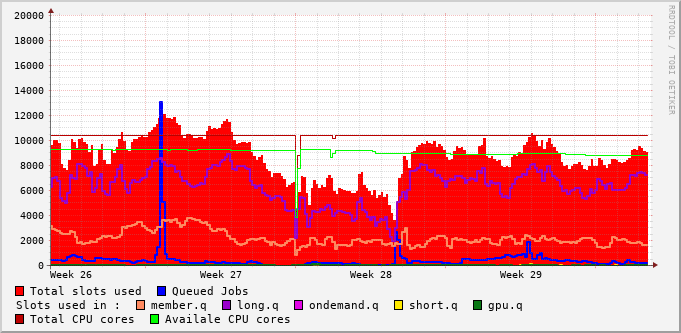 RRDTOOL / TOBI OETIKER
20000
18000
16000
14000
12000
10000
8000
6000
4000
2000
0
Week 26 Week 27 Week 28 Week 29
Total slots used Queued Jobs
Slots used in : member.q long.q ondemand.q short.q gpu.q
Total CPU cores Availale CPU cores